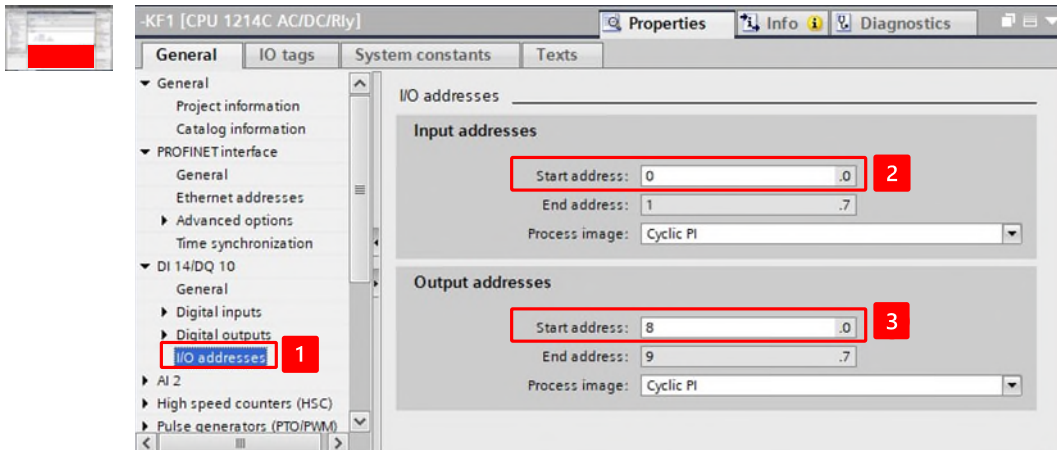 -KF1 [CPU 1214C AC/DC/Rly]
Properties
Info
Diagnostics
General
IO tags
System constants
Texts
General
Project information
Catalog information
PROFINET interface
General
Ethernet addresses
Advanced options
Time synchronization
DI 14/DQ 10
General
Digital inputs
Digital outputs
I/O addresses
1
AI 2
High speed counters (HSC)
Pulse generators (PTO/PWM)
I/O addresses
Input addresses
Start address: 0 .0
2
End address: 1 .7
Process image: Cyclic PI
Output addresses
Start address: 8 .0
3
End address: 9 .7
Process image: Cyclic PI